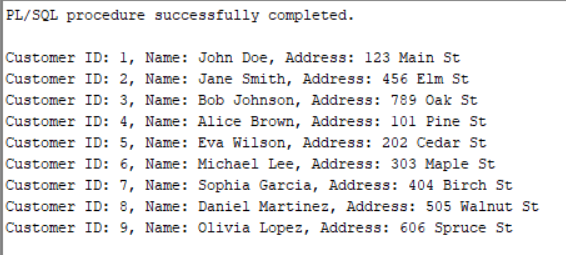 PL/SQL procedure successfully completed.
Customer ID: 1, Name: John Doe, Address: 123 Main St
Customer ID: 2, Name: Jane Smith, Address: 456 Elm St
Customer ID: 3, Name: Bob Johnson, Address: 789 Oak St
Customer ID: 4, Name: Alice Brown, Address: 101 Pine St
Customer ID: 5, Name: Eva Wilson, Address: 202 Cedar St
Customer ID: 6, Name: Michael Lee, Address: 303 Maple St
Customer ID: 7, Name: Sophia Garcia, Address: 404 Birch St
Customer ID: 8, Name: Daniel Martinez, Address: 505 Walnut St
Customer ID: 9, Name: Olivia Lopez, Address: 606 Spruce St